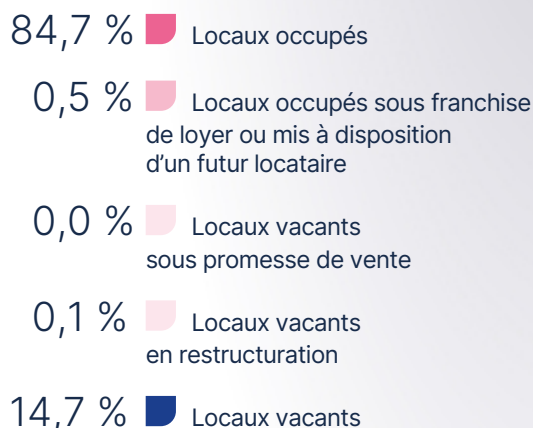 84,7 % Locaux occupés
0,5 % Locaux occupés sous franchise
de loyer ou mis à disposition
d'un futur locataire
0,0 % Locaux vacants
sous promesse de vente
0,1 % Locaux vacants
en restructuration
14,7 % Locaux vacants